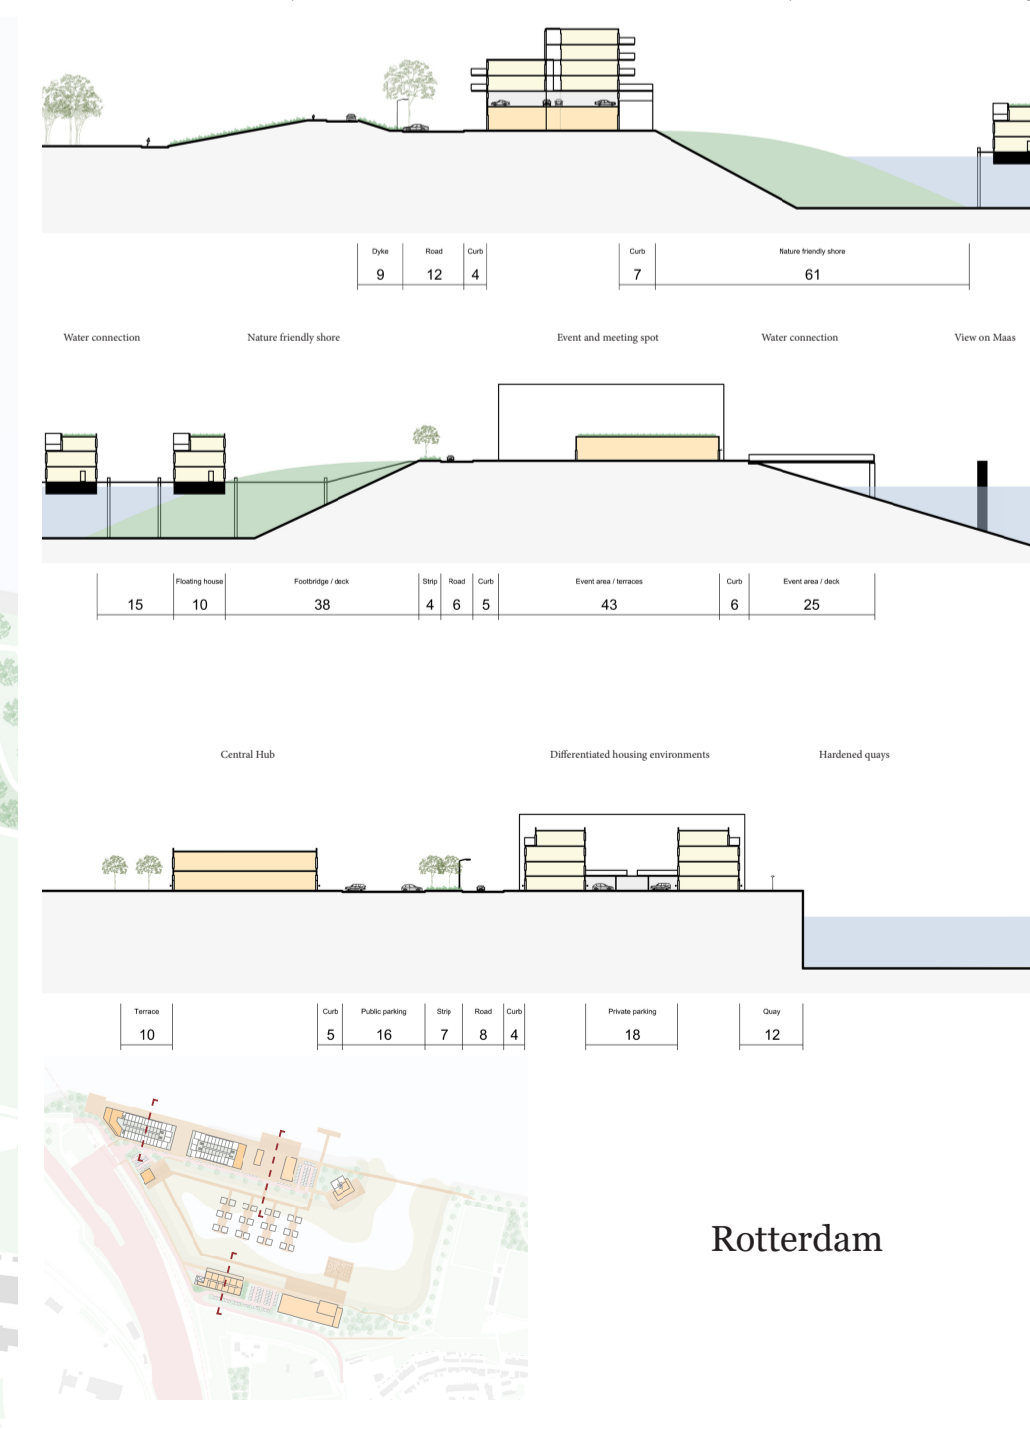 Dyke Road Curb Curb Nature friendly shore
9 12 4 7 61
Water connection Nature friendly shore Event and meeting spot Water connection View on Maas
Floating house Footbridge / deck Strip Road Curb Event area / terraces Curb Event area / deck
15 10 38 4 6 5 43 6 25
Central Hub Differentiated housing environments Hardened quays
Terrace Curb Public parking Strip Road Curb Private parking Quay
10 5 16 7 8 4 18 12
Rotterdam